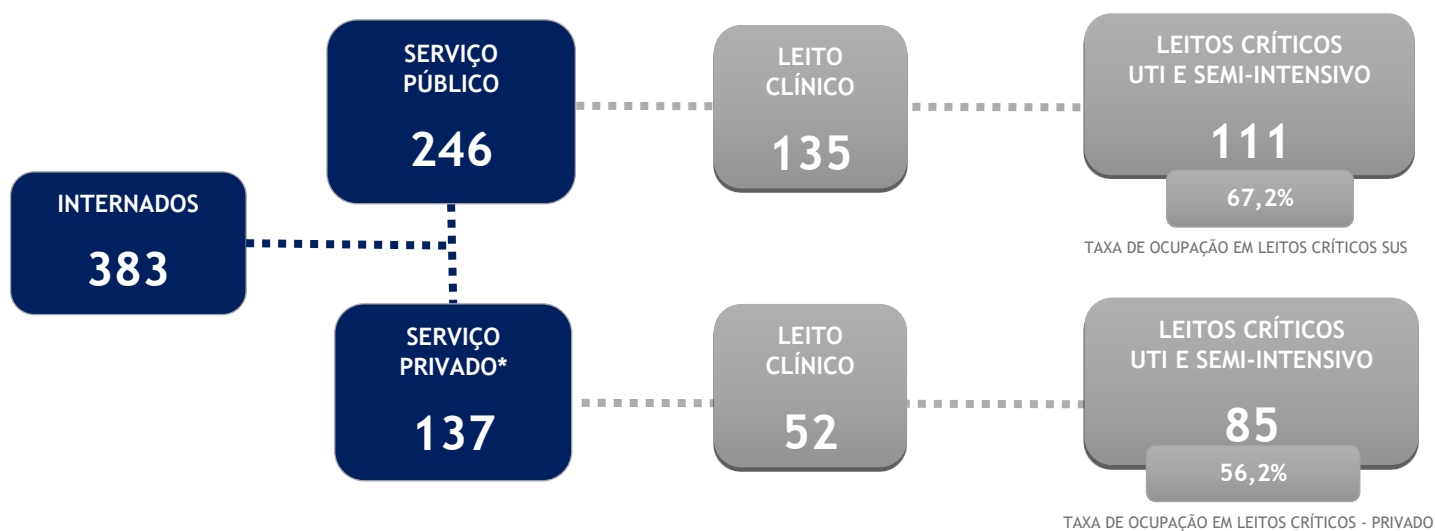 INTERNADOS
383
SERVIÇO
PÚBLICO
246
LEITO
CLÍNICO
135
LEITOS CRÍTICOS
UTI E SEMI-INTENSIVO
111
67,2%
TAXA DE OCUPAÇÃO EM LEITOS CRÍTICOS SUS
SERVIÇO
PRIVADO*
137
LEITO
CLÍNICO
52
LEITOS CRÍTICOS
UTI E SEMI-INTENSIVO
85
56,2%
TAXA DE OCUPAÇÃO EM LEITOS CRÍTICOS - PRIVADO